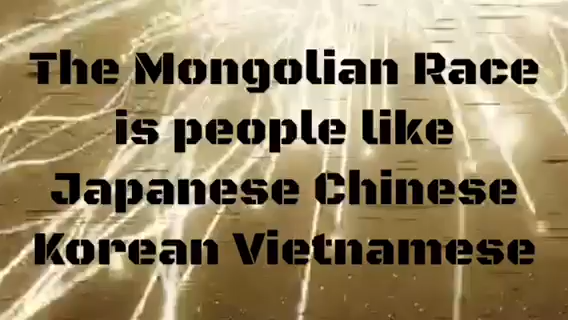 The Mongolian Race
is people like
Japanese Chinese
Korean Vietnamese